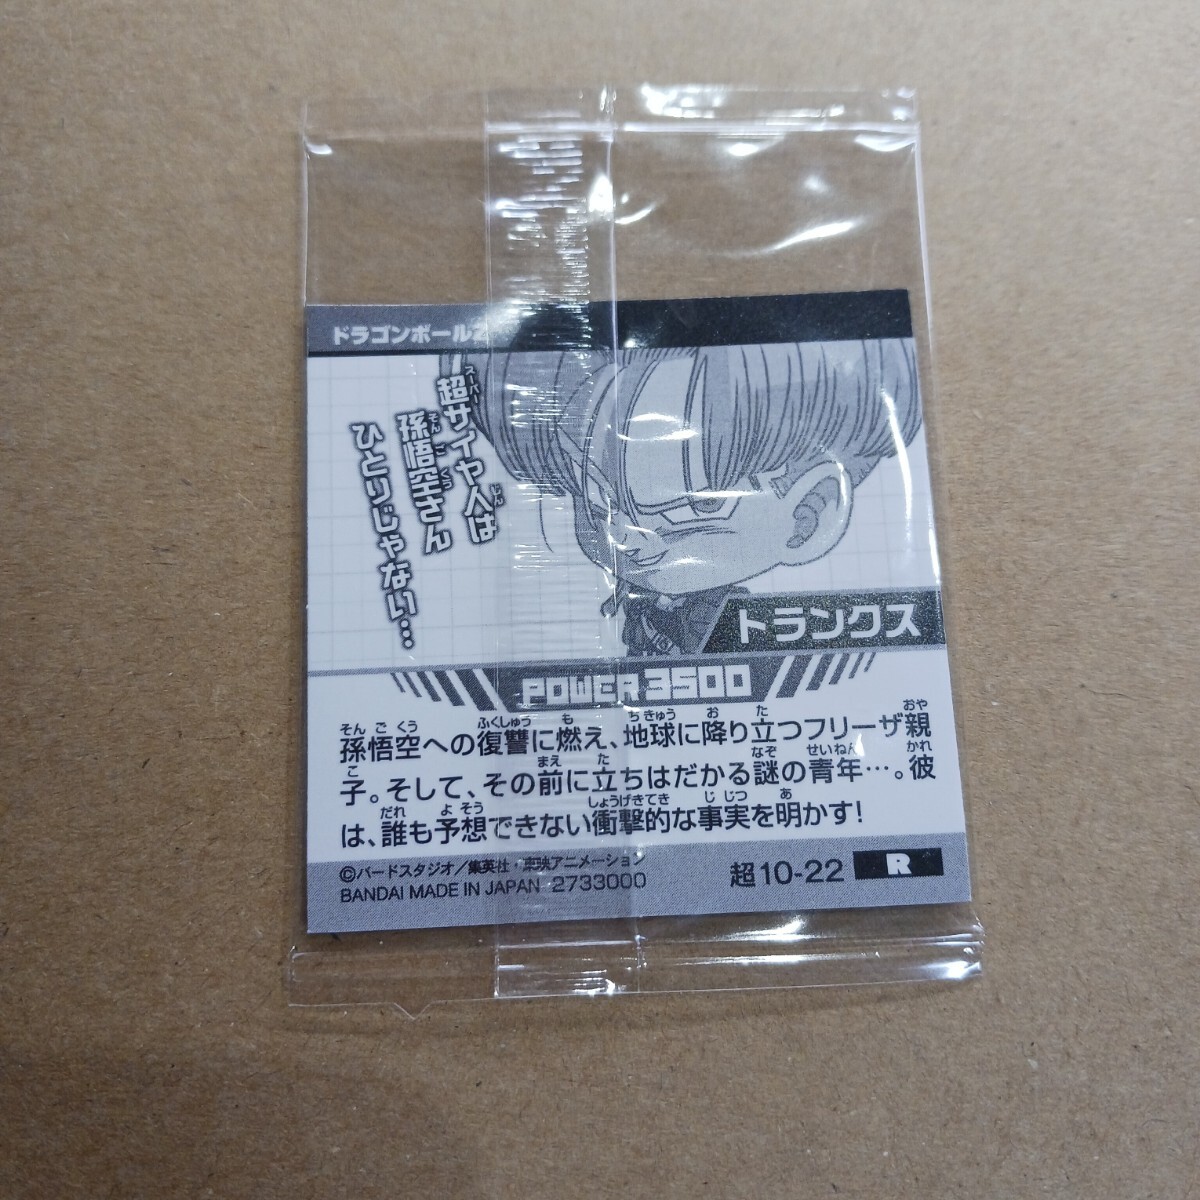 ドラゴンボールZ
超サイヤ人は
孫悟空さん
ひとりじゃない…
トランクス
POWER 3500
孫悟空への復讐に燃え、地球に降り立つフリーザ親
子。そして、その前に立ちはだかる謎の青年…。彼
は、誰も予想できない衝撃的な事実を明かす!
©バードスタジオ/集英社・東映アニメーション
BANDAI MADE IN JAPAN 2733000
超10-22 R